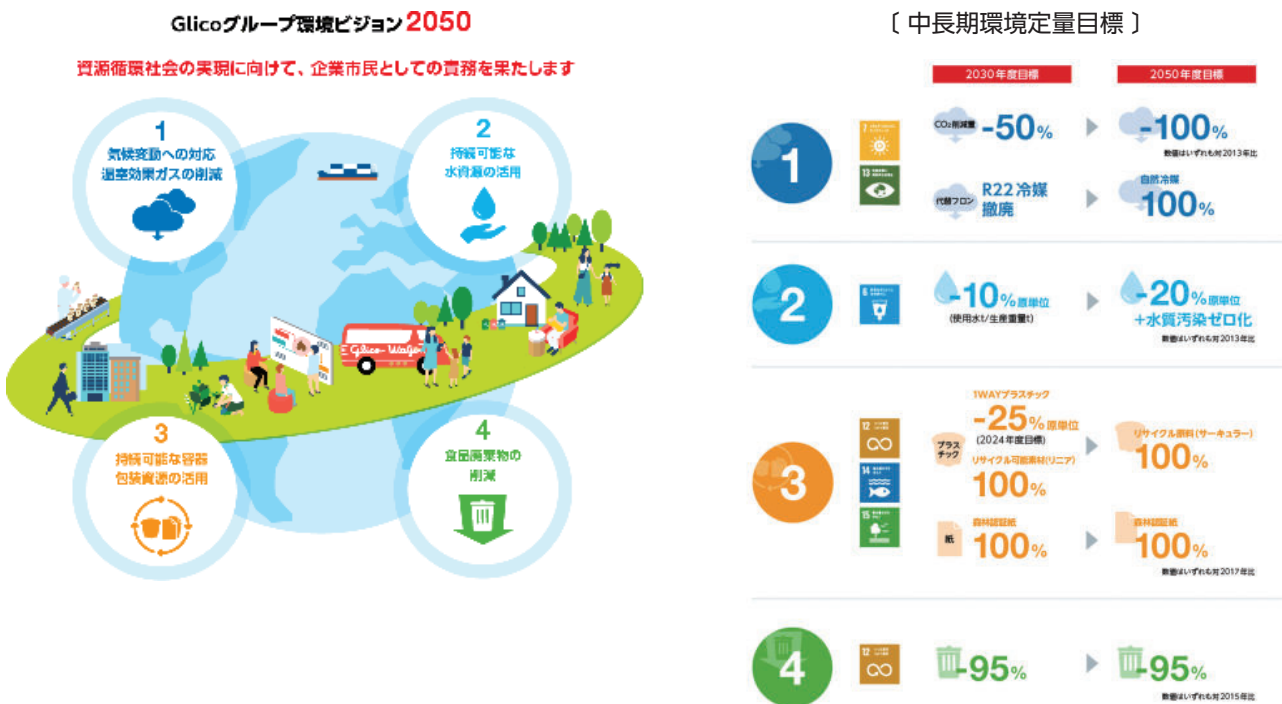 Glicoグループ環境ビジョン2050
資源循環社会の実現に向けて、企業市民としての責務を果たします
1
気候変動への対応
温室効果ガスの削減
2
持続可能な
水資源の活用
Glico-Wagon
3
持続可能な容器
包装資源の活用
4
食品廃棄物の
削減
〔 中長期環境定量目標 〕
2030年度目標
2050年度目標
1
7
13
CO₂削減量
-50%
-100%
数値はいずれも対2013年比
代替フロン
R22 冷媒
撤廃
自然冷媒
100%
2
6
-10%原単位
(使用水t/生産重量t)
-20%原単位
+水質汚染ゼロ化
数値はいずれも対2013年比
3
12
14
15
プラス
チック
1WAYプラスチック
-25%原単位
(2024年度目標)
リサイクル可能素材(リニア)
100%
リサイクル原料(サーキュラー)
100%
紙
森林認証紙
100%
森林認証紙
100%
数値はいずれも対2017年比
4
12
-95%
-95%
数値はいずれも対2015年比